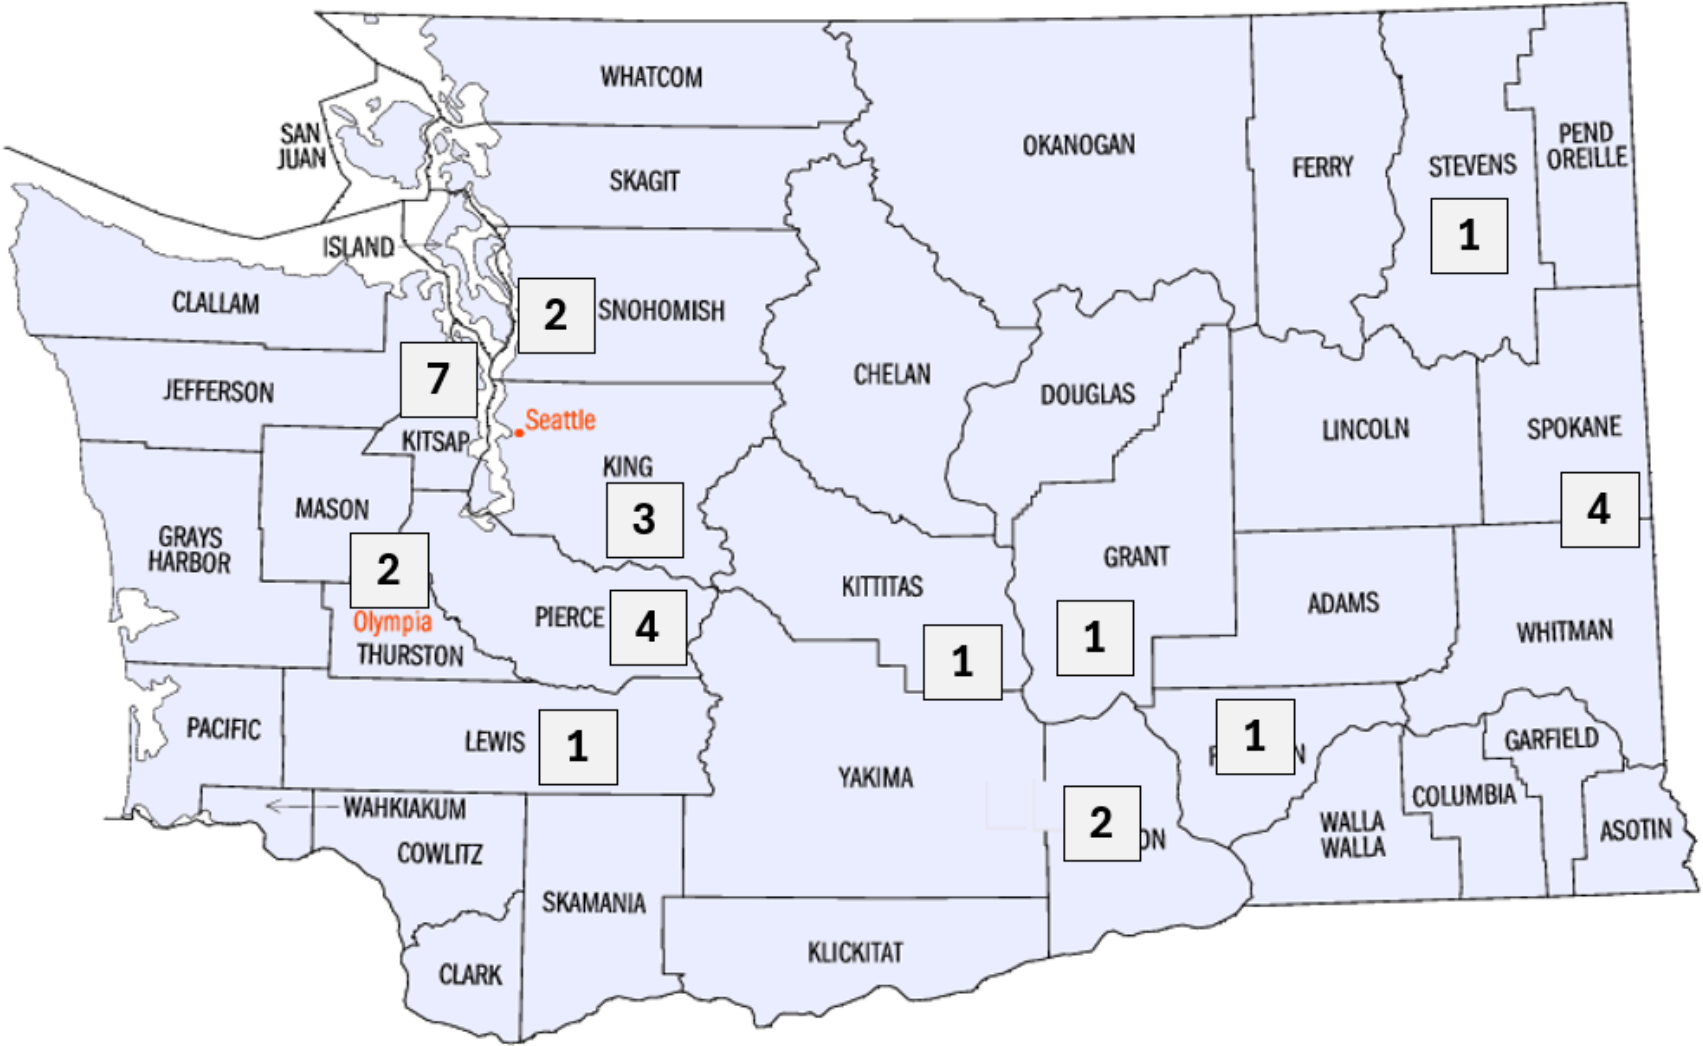 WHATCOM
SAN
JUAN
SKAGIT
OKANOGAN
FERRY
STEVENS
1
PEND
OREILLE
ISLAND
CLALLAM
2
SNOHOMISH
7
JEFFERSON
KITSAP
Seattle
KING
3
CHELAN
DOUGLAS
LINCOLN
SPOKANE
4
MASON
GRAYS
HARBOR
2
Olympia
THURSTON
PIERCE
4
KITTITAS
1
GRANT
1
ADAMS
WHITMAN
PACIFIC
LEWIS
1
YAKIMA
1
N
GARFIELD
WAHKIAKUM
COWLITZ
2
ON
WALLA
WALLA
COLUMBIA
ASOTIN
SKAMANIA
CLARK
KLICKITAT